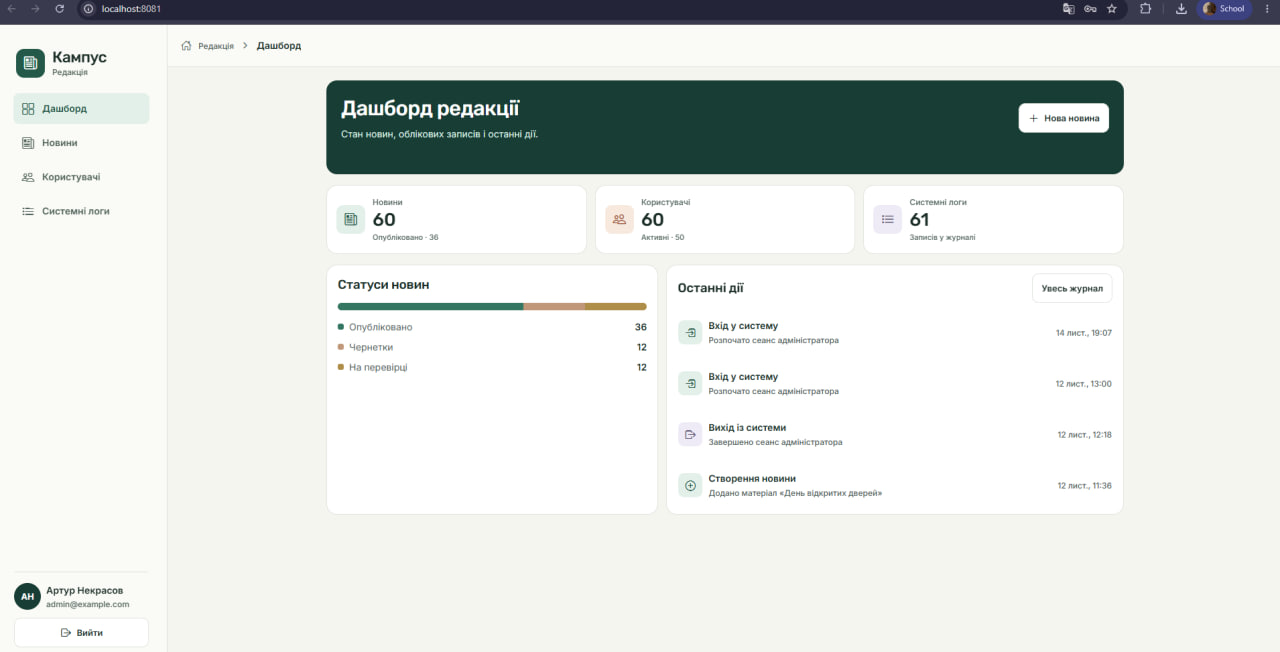 localhost:8081
School
Кампус
Редакція
Дашборд
Новини
Користувачі
Системні логи
АН
Артур Некрасов
admin@example.com
Вийти
Редакція
Дашборд
Дашборд редакції
Стан новин, облікових записів і останні дії.
Нова новина
Новини
60
Опубліковано · 36
Користувачі
60
Активні · 50
Системні логи
61
Записів у журналі
Статуси новин
Опубліковано 36
Чернетки 12
На перевірці 12
Останні дії
Увесь журнал
Вхід у систему
Розпочато сеанс адміністратора
14 лист., 19:07
Вхід у систему
Розпочато сеанс адміністратора
12 лист., 13:00
Вихід із системи
Завершено сеанс адміністратора
12 лист., 12:18
Створення новини
Додано матеріал «День відкритих дверей»
12 лист., 11:36